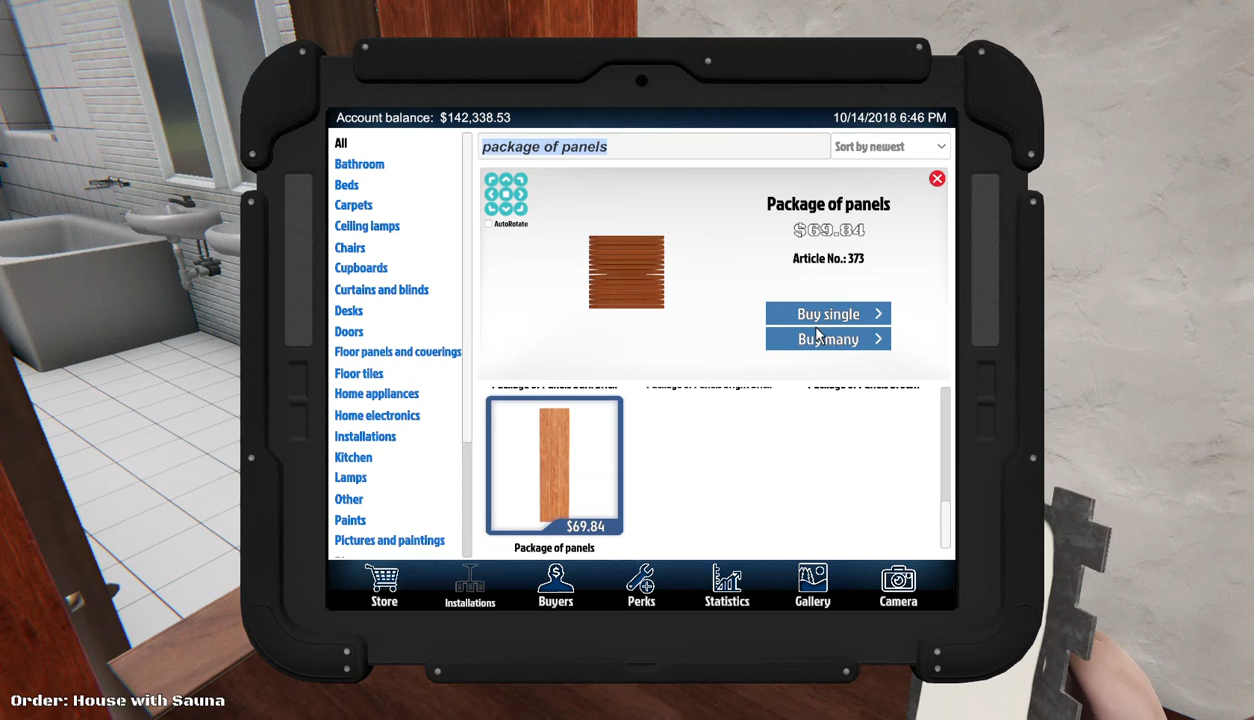 Account balance: $142,338.53
10/14/2018 6:46 PM
All
Bathroom
Beds
Carpets
Ceiling lamps
Chairs
Cupboards
Curtains and blinds
Desks
Doors
Floor panels and coverings
Floor tiles
Home appliances
Home electronics
Installations
Kitchen
Lamps
Other
Paints
Pictures and paintings
package of panels
Sort by newest
AutoRotate
Package of panels
$69.84
Article No.: 373
Buy single
Buy many
$69.84
Package of panels
Store
Installations
Buyers
Perks
Statistics
Gallery
Camera
Order: House with Sauna